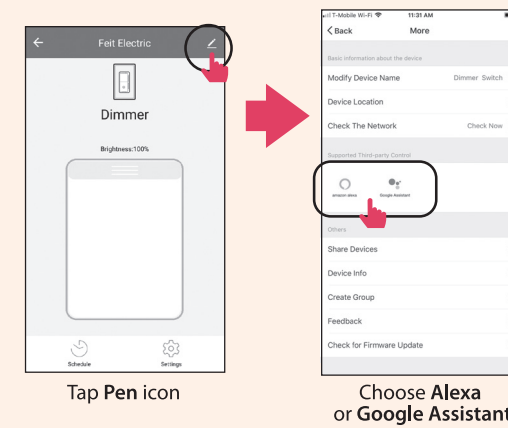 Feit Electric
Dimmer
Brightness:100%
Schedule
Settings
Tap Pen icon
T-Mobile Wi-Fi
11:31 AM
Back
More
Basic information about the device
Modify Device Name
Dimmer Switch
Device Location
Check The Network
Check Now
Supported Third-party Control
amazon alexa
Google Assistant
Others
Share Devices
Device Info
Create Group
Feedback
Check for Firmware Update
Choose Alexa
or Google Assistant